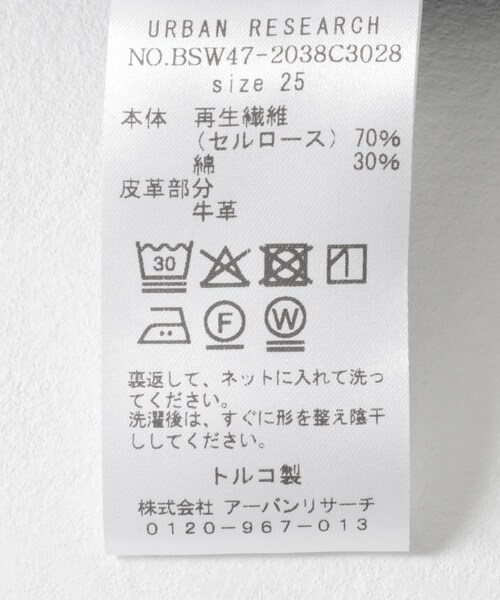 URBAN RESEARCH
NO.BSW47-2038C3028
size 25
本体 再生繊維
(セルロース) 70%
綿 30%
皮革部分
牛革
30
F W
裏返して、ネットに入れて洗っ
てください。
洗濯後は、すぐに形を整え陰干
ししてください。
トルコ製
株式会社 アーバンリサーチ
0120-967-013